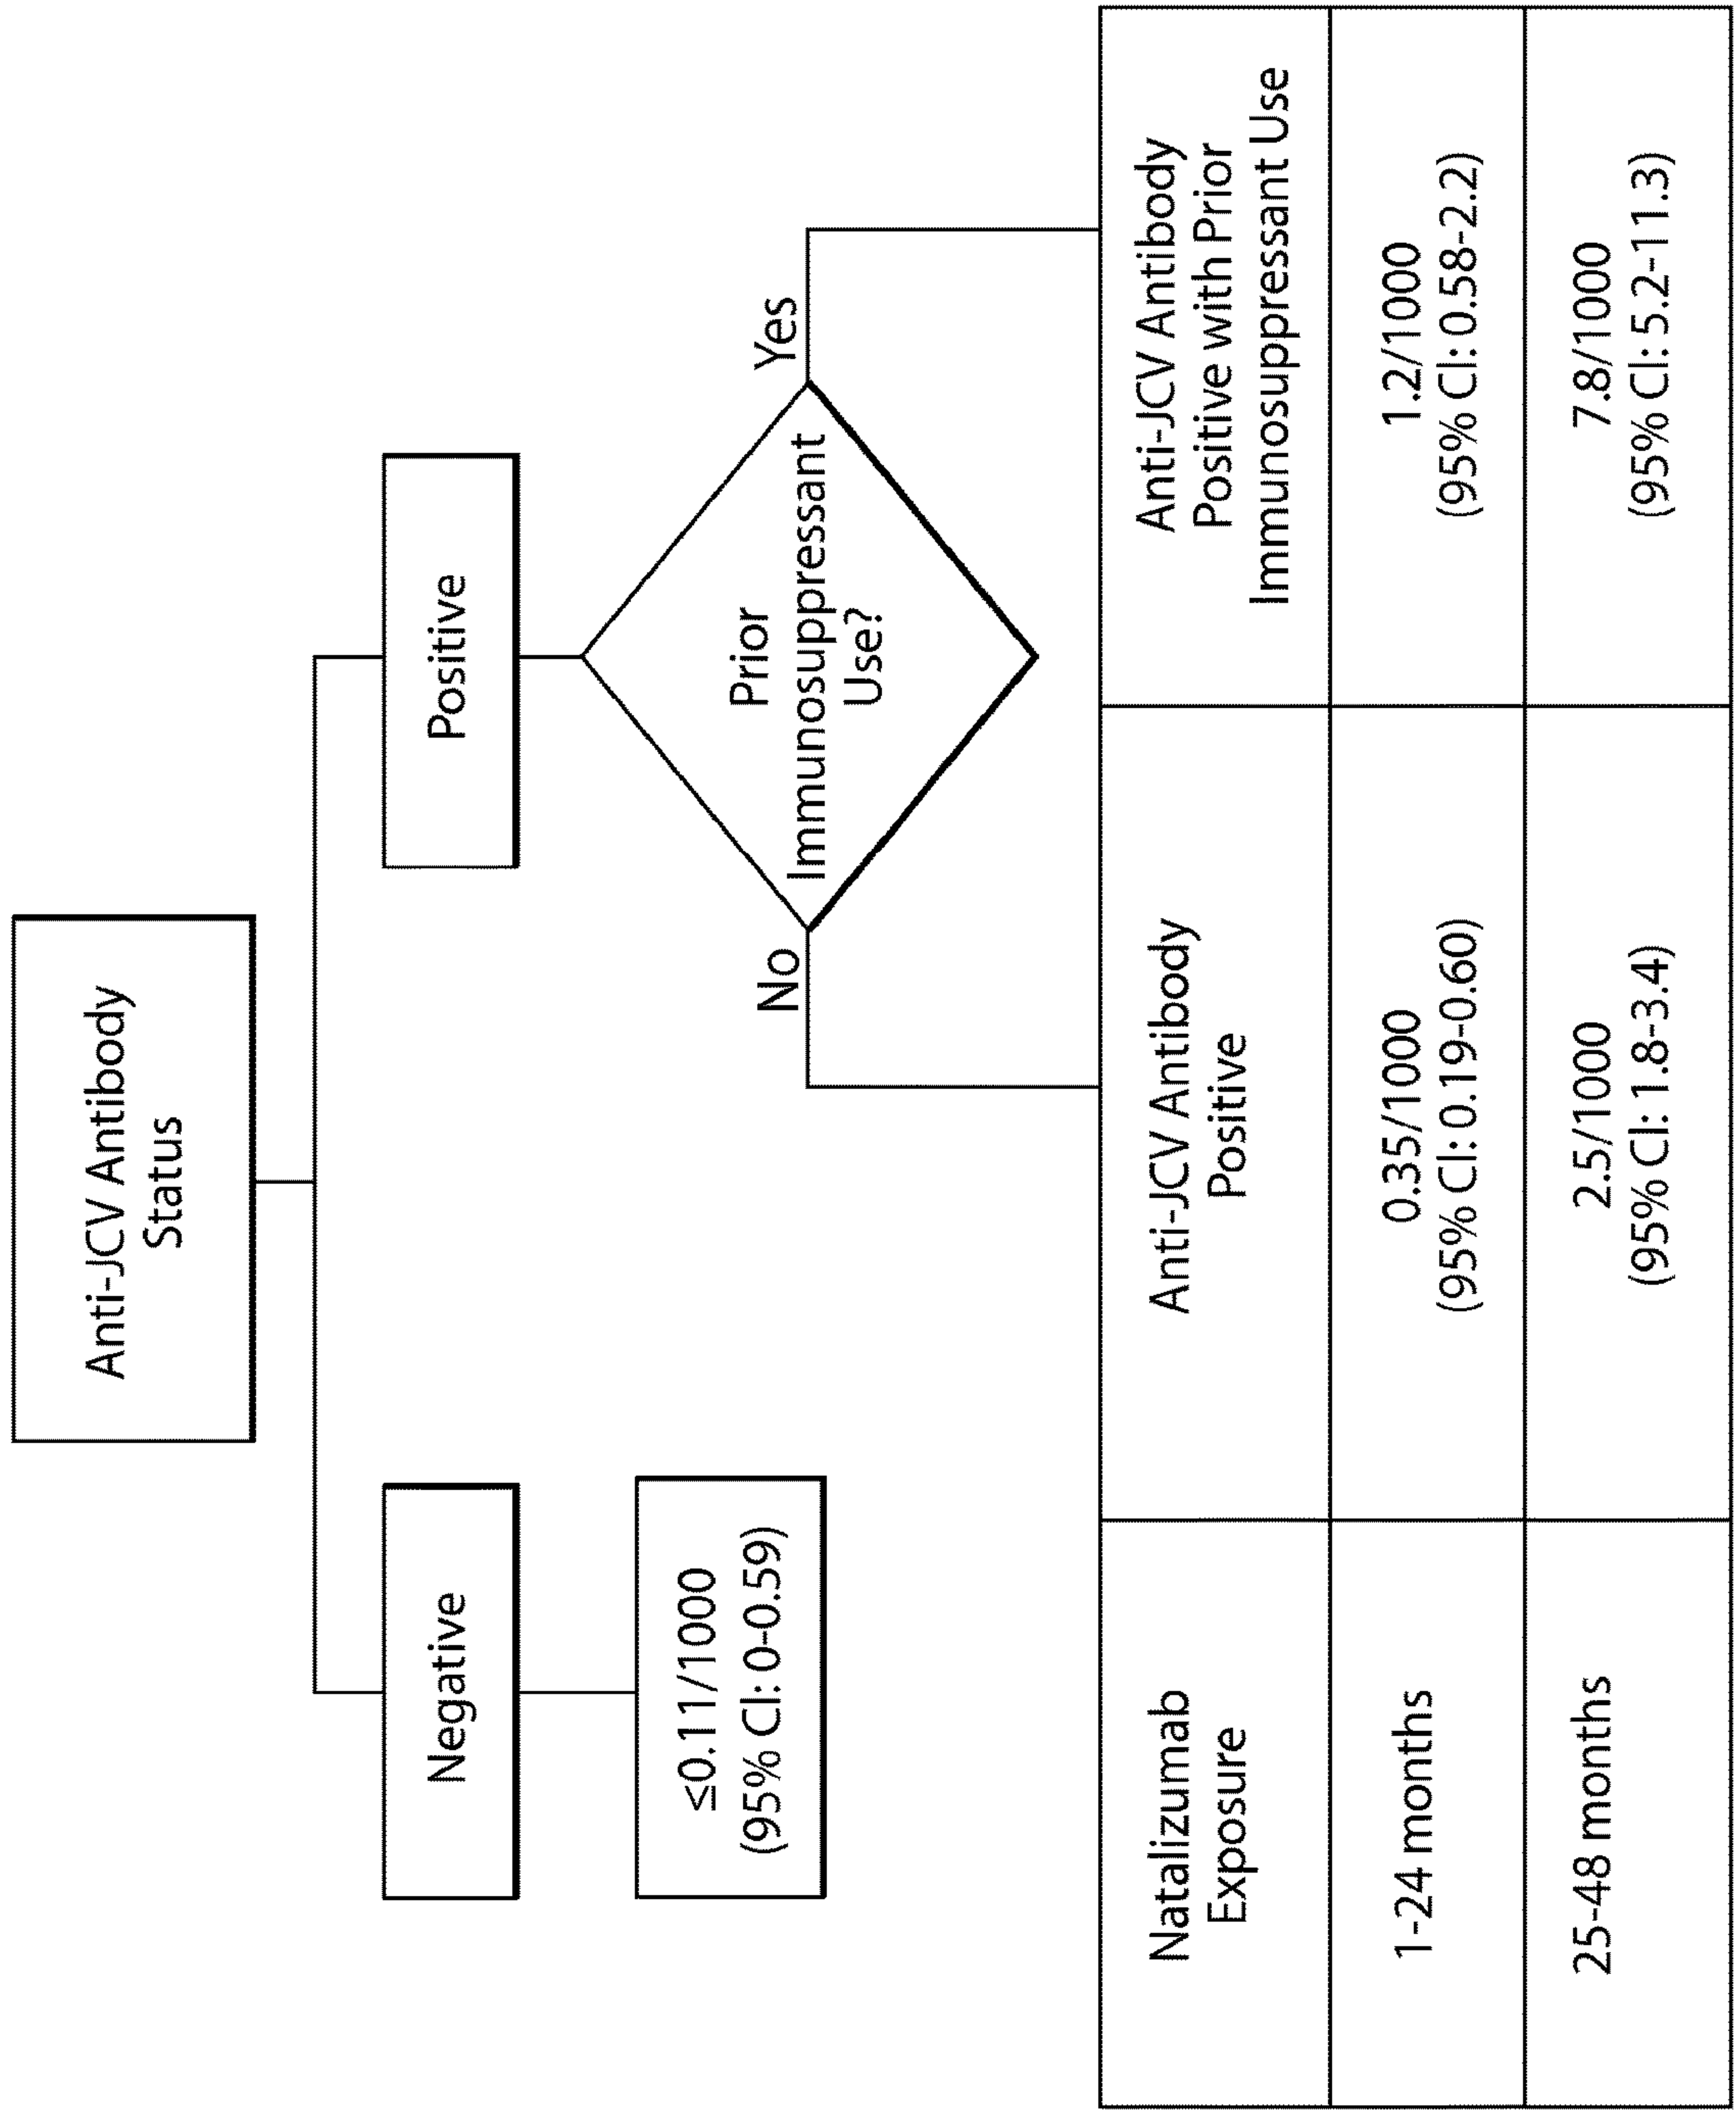 Anti-JCV Antibody
Status
Negative
Positive
≤0.11/1000
(95% CI: 0-0.59)
Prior
Immunosuppressant
Use?
No
Yes
Natalizumab
Exposure
Anti-JCV Antibody
Positive
Anti-JCV Antibody
Positive with Prior
Immunosuppressant Use
1-24 months
0.35/1000
(95% CI: 0.19-0.60)
1.2/1000
(95% CI: 0.58-2.2)
25-48 months
2.5/1000
(95% CI: 1.8-3.4)
7.8/1000
(95% CI: 5.2-11.3)